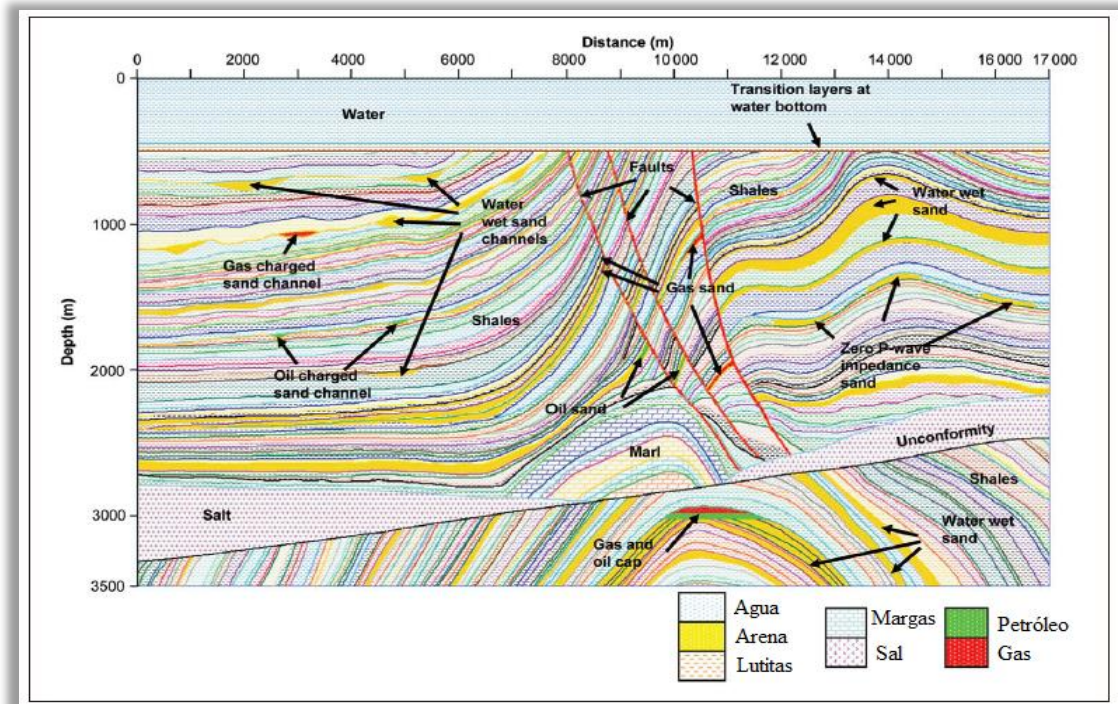 Distance (m)
0 2000 4000 6000 8000 10 000 12 000 14 000 16 000 17 000
Depth (m)
0
1000
2000
3000
3500
Water
Transition layers at
water bottom
Faults
Shales
Water wet
sand
Water
wet sand
channels
Gas charged
sand channel
Gas sand
Shales
Zero P-wave
impedance
sand
Oil charged
sand channel
Oil sand
Marl
Unconformity
Shales
Salt
Gas and
oil cap
Water wet
sand
Agua
Arena
Lutitas
Margas
Sal
Petróleo
Gas